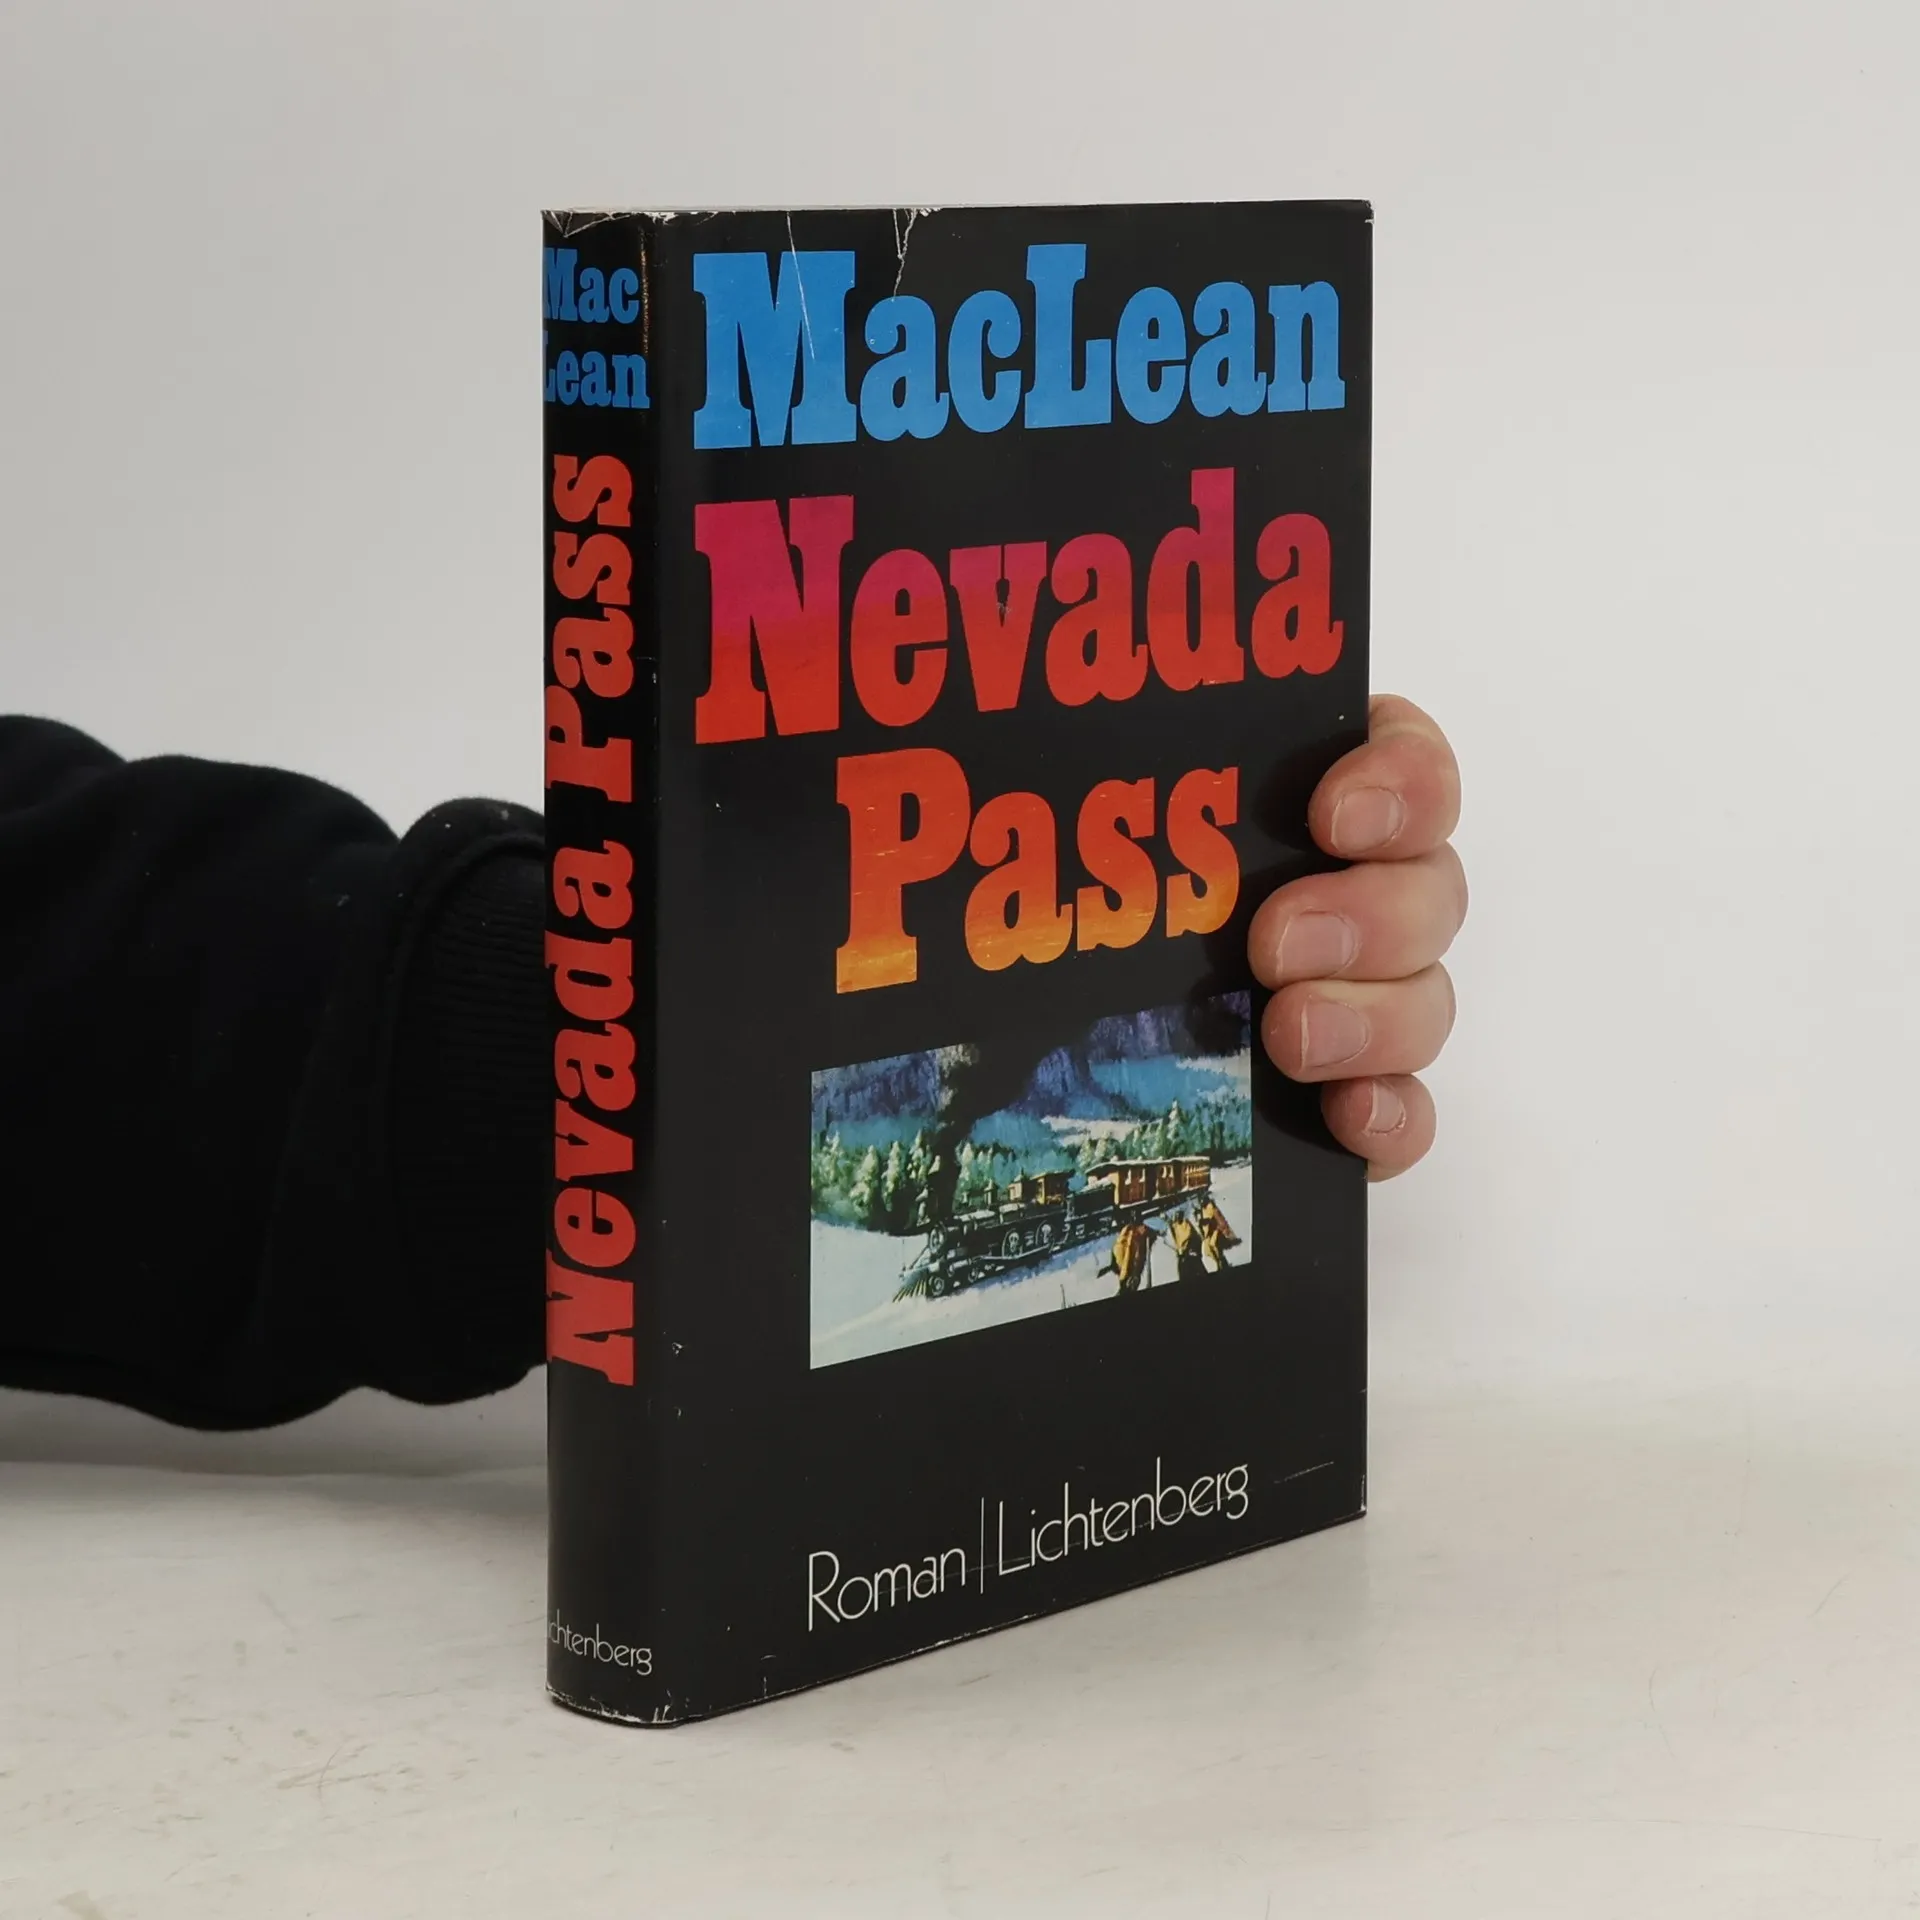 Mac
Lean
Nevada Pass
Lichtenberg
MacLean
Nevada
Pass
Roman | Lichtenberg